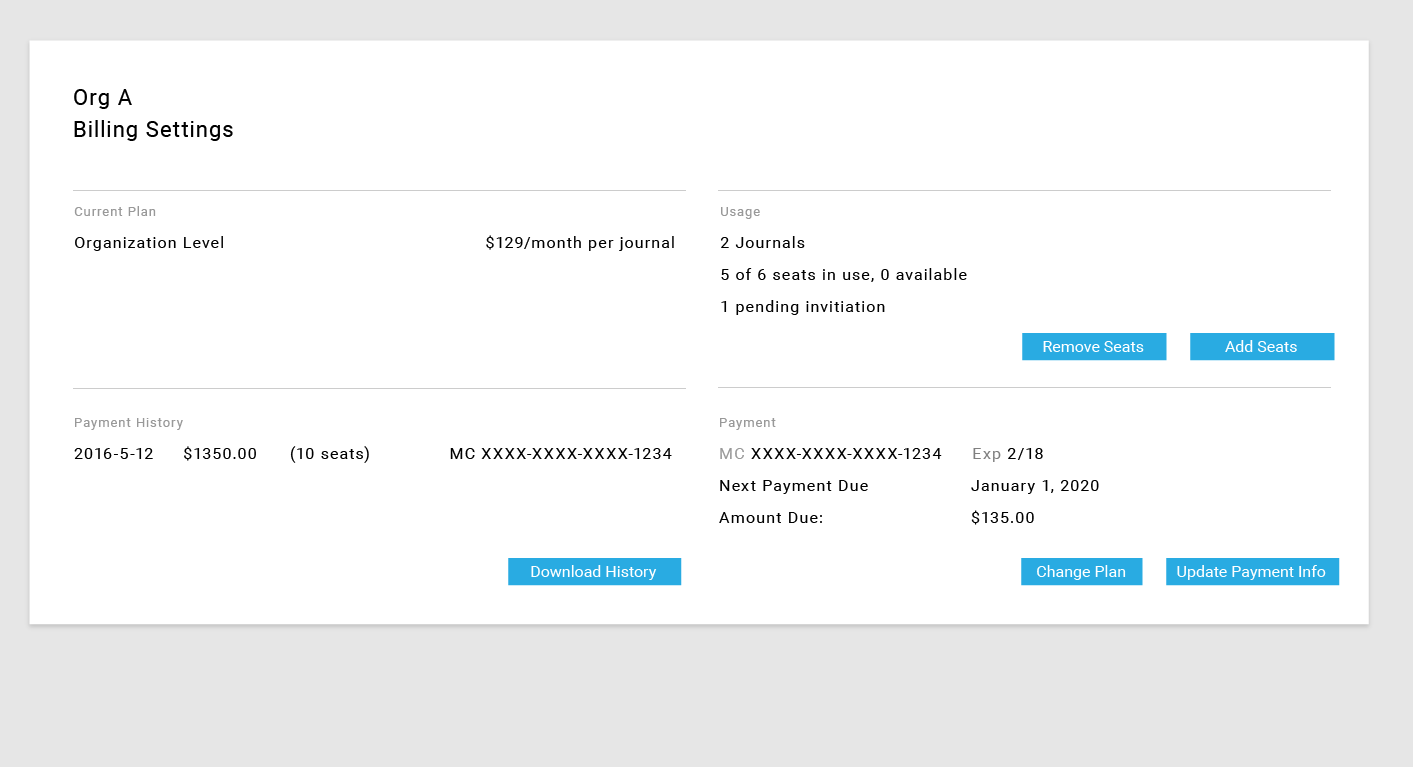 Org A
Billing Settings
Current Plan
Organization Level $129/month per journal
Usage
2 Journals
5 of 6 seats in use, 0 available
1 pending invitiation
Remove Seats Add Seats
Payment History
2016-5-12 $1350.00 (10 seats) MC XXXX-XXXX-XXXX-1234
Download History
Payment
MC XXXX-XXXX-XXXX-1234 Exp 2/18
Next Payment Due January 1, 2020
Amount Due: $135.00
Change Plan Update Payment Info